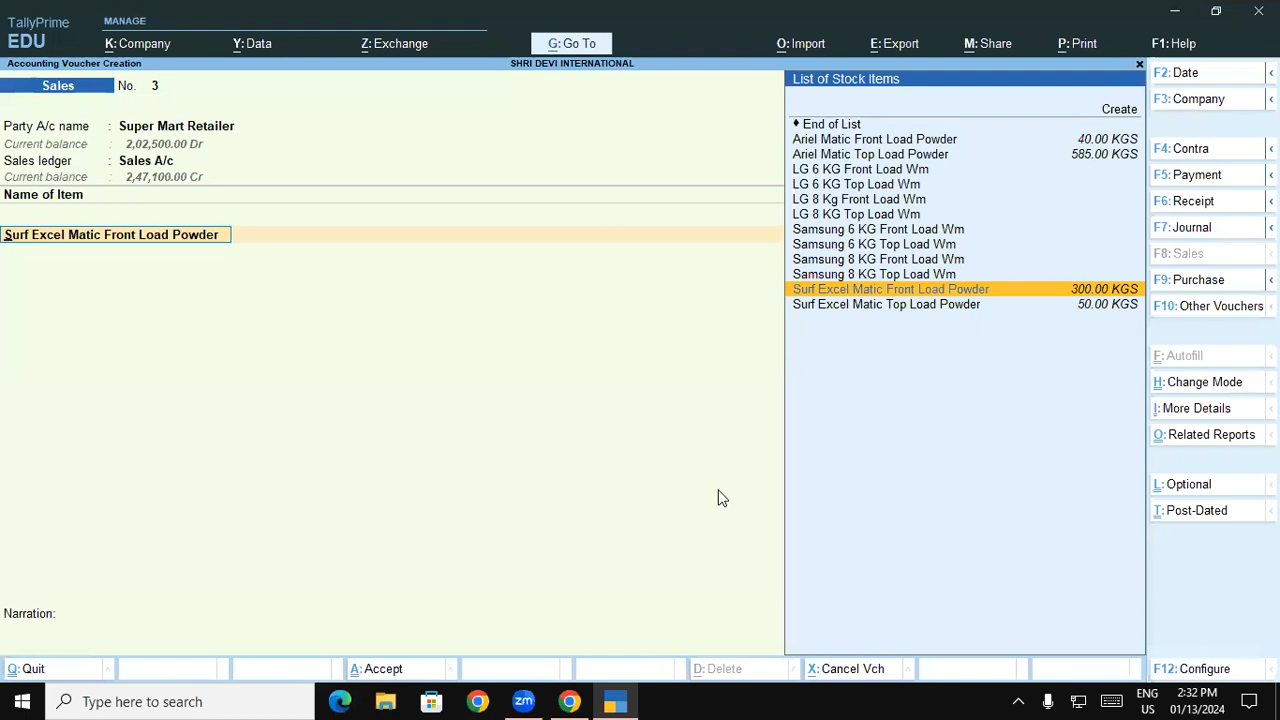 TallyPrime
EDU
MANAGE
K: Company
Y: Data
Z: Exchange
G: Go To
O: Import
E: Export
M: Share
P: Print
F1: Help
Accounting Voucher Creation
SHRI DEVI INTERNATIONAL
Sales No. 3
Party A/c name : Super Mart Retailer
Current balance : 2,02,500.00 Dr
Sales ledger : Sales A/c
Current balance : 2,47,100.00 Cr
Name of Item
Surf Excel Matic Front Load Powder
Narration:
List of Stock Items
Create
♦ End of List
Ariel Matic Front Load Powder 40.00 KGS
Ariel Matic Top Load Powder 585.00 KGS
LG 6 KG Front Load Wm
LG 6 KG Top Load Wm
LG 8 Kg Front Load Wm
LG 8 KG Top Load Wm
Samsung 6 KG Front Load Wm
Samsung 6 KG Top Load Wm
Samsung 8 KG Front Load Wm
Samsung 8 KG Top Load Wm
Surf Excel Matic Front Load Powder 300.00 KGS
Surf Excel Matic Top Load Powder 50.00 KGS
F2: Date
F3: Company
F4: Contra
F5: Payment
F6: Receipt
F7: Journal
F8: Sales
F9: Purchase
F10: Other Vouchers
F: Autofill
H: Change Mode
I: More Details
O: Related Reports
L: Optional
T: Post-Dated
Q: Quit
A: Accept
D: Delete
X: Cancel Vch
F12: Configure
Type here to search
zm
ENG
US
2:32 PM
01/13/2024